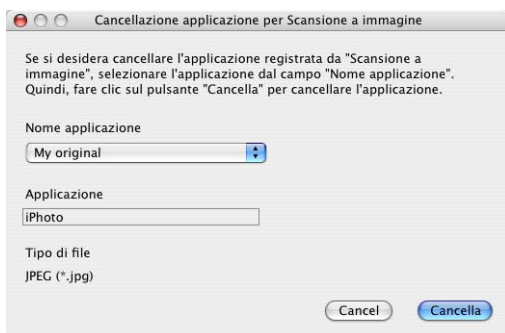 Cancellazione applicazione per Scansione a immagine
Se si desidera cancellare l'applicazione registrata da "Scansione a
immagine", selezionare l'applicazione dal campo "Nome applicazione".
Quindi, fare clic sul pulsante "Cancella" per cancellare l'applicazione.
Nome applicazione
My original
Applicazione
iPhoto
Tipo di file
JPEG (*.jpg)
Cancel Cancella